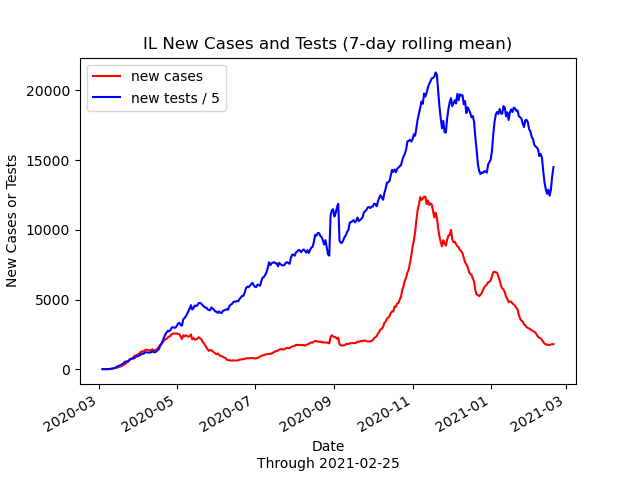 IL New Cases and Tests (7-day rolling mean)
new cases
new tests / 5
20000
15000
10000
5000
0
New Cases or Tests
2020-03
2020-05
2020-07
2020-09
2020-11
2021-01
2021-03
Date
Through 2021-02-25